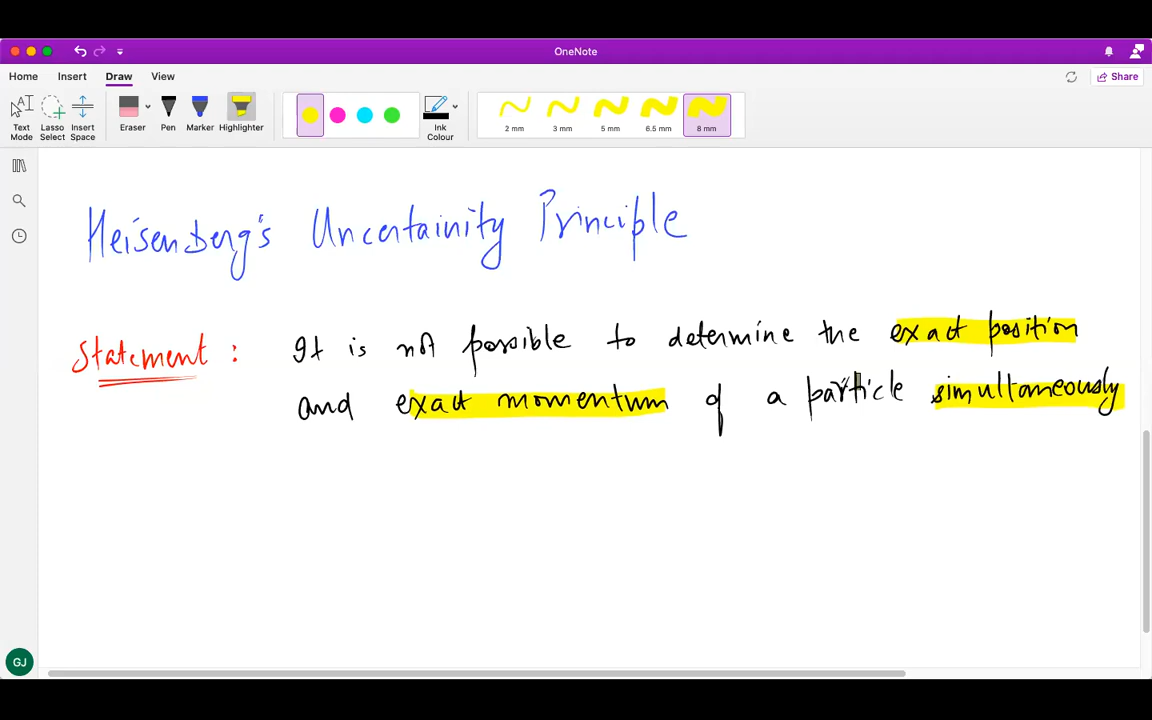 OneNote
Home Insert Draw View Share
Text Mode Lasso Select Insert Space Eraser Pen Marker Highlighter Ink Colour 2 mm 3 mm 5 mm 6.5 mm 8 mm
Heisenberg's Uncertainity Principle
Statement : It is not possible to determine the exact position
and exact momentum of a particle simultaneously
GJ